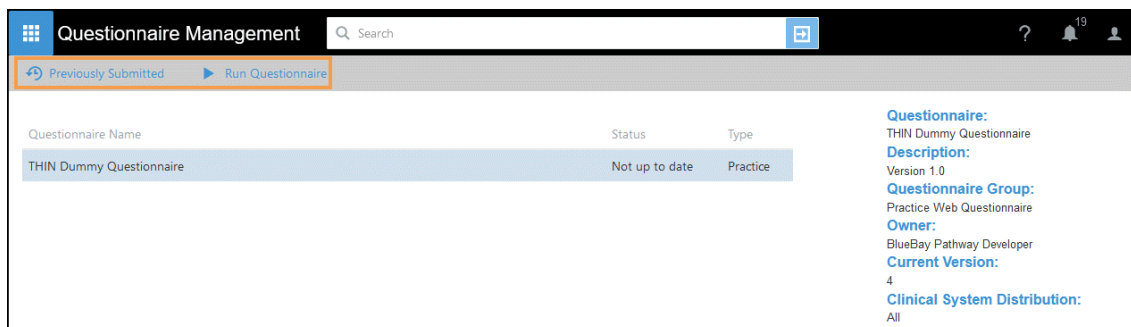 Questionnaire Management
Search
19
Previously Submitted
Run Questionnaire
Questionnaire Name Status Type
THIN Dummy Questionnaire Not up to date Practice
Questionnaire:
THIN Dummy Questionnaire
Description:
Version 1.0
Questionnaire Group:
Practice Web Questionnaire
Owner:
BlueBay Pathway Developer
Current Version:
4
Clinical System Distribution:
All